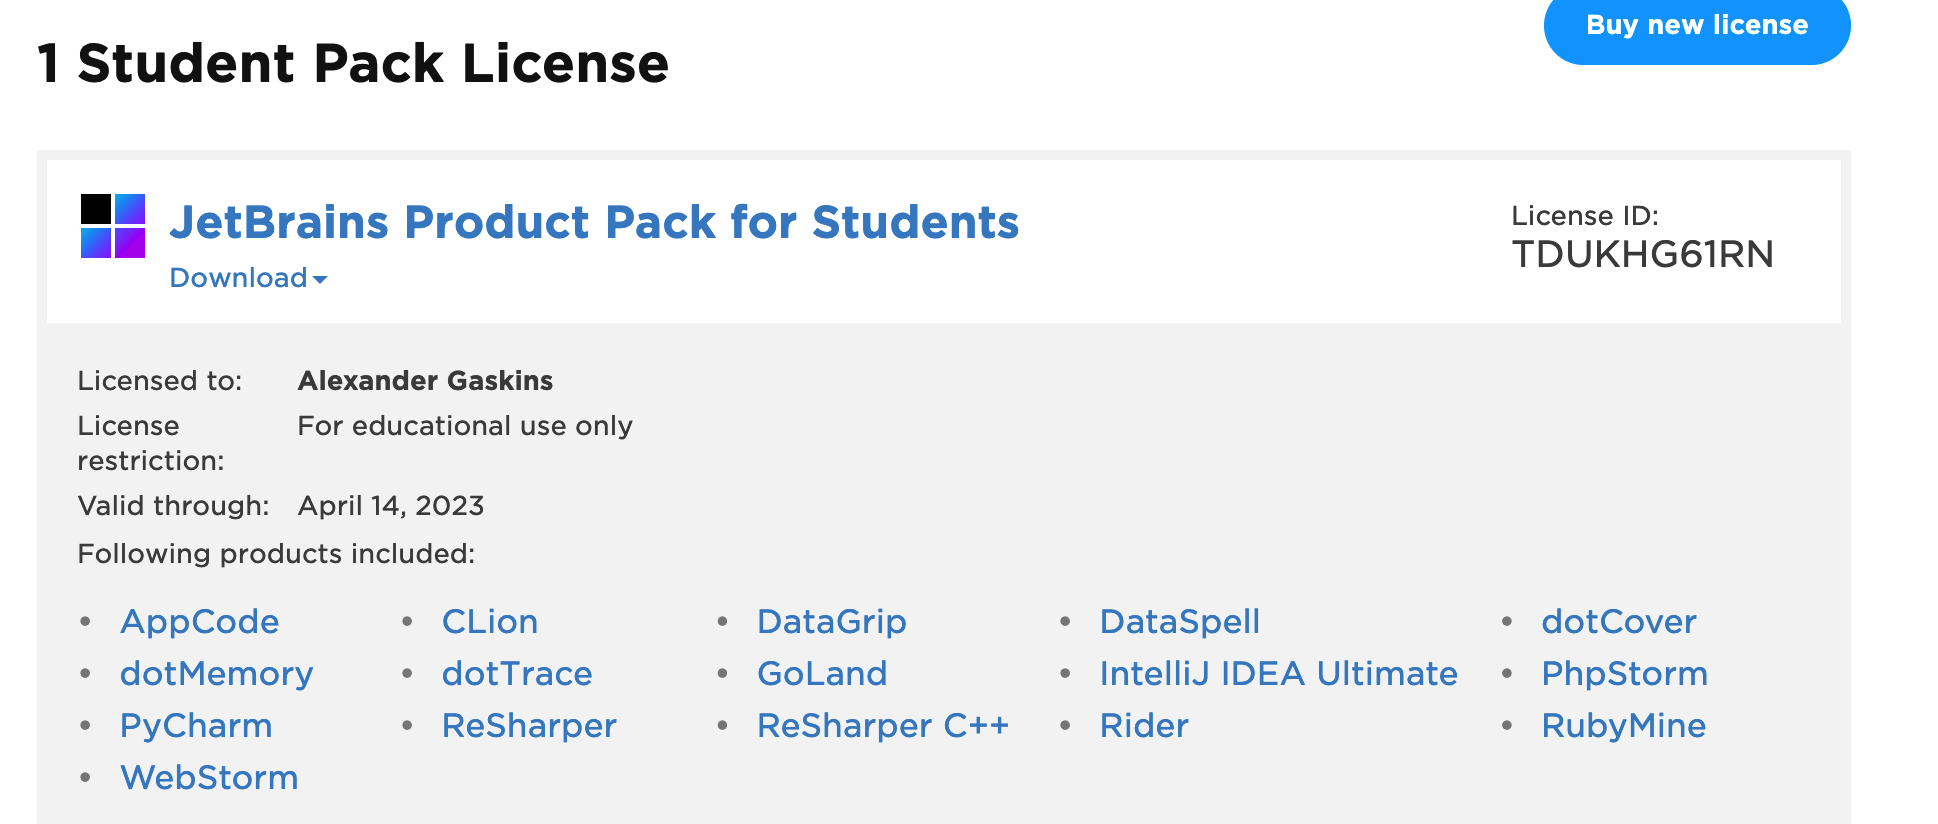 Buy new license
1 Student Pack License
JetBrains Product Pack for Students
Download
License ID:
TDUKHG61RN
Licensed to: Alexander Gaskins
License restriction: For educational use only
Valid through: April 14, 2023
Following products included:
• AppCode • CLion • DataGrip • DataSpell • dotCover
• dotMemory • dotTrace • GoLand • IntelliJ IDEA Ultimate • PhpStorm
• PyCharm • ReSharper • ReSharper C++ • Rider • RubyMine
• WebStorm